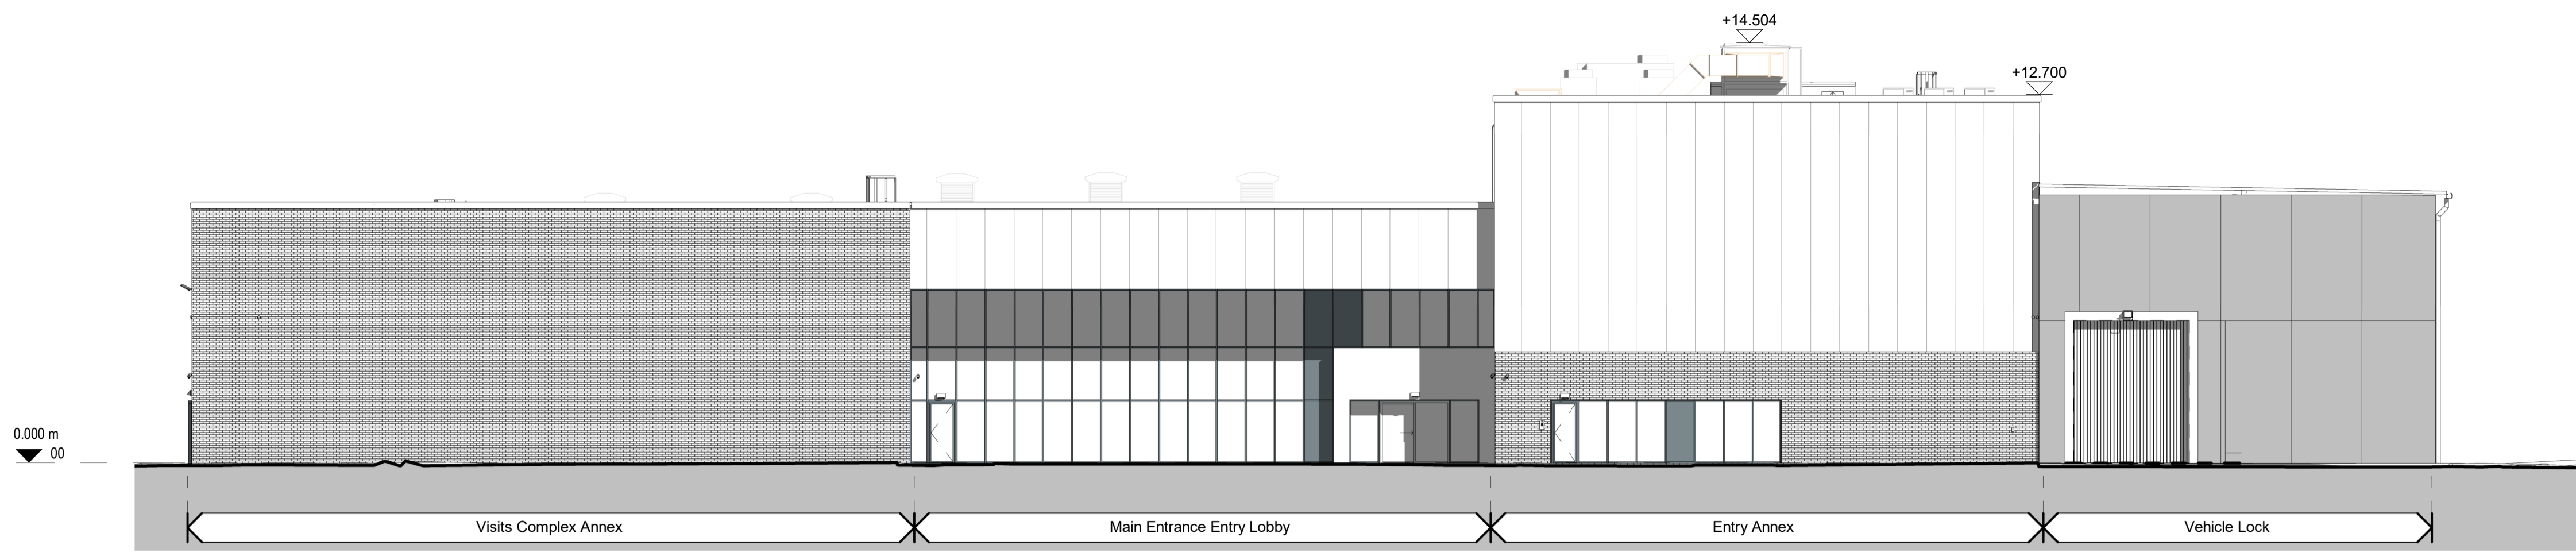 +14.504
+12.700
0.000 m
00
Visits Complex Annex
Main Entrance Entry Lobby
Entry Annex
Vehicle Lock